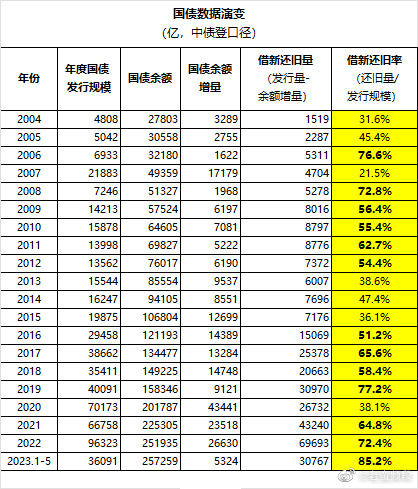 国债数据演变
(亿，中债登口径)
年份 年度国债发行规模 国债余额 国债余额增量 借新还旧量(发行量-余额增量) 借新还旧率(还旧量/发行规模)
2004 4808 27803 3289 1519 31.6%
2005 5042 30558 2755 2287 45.4%
2006 6933 32180 1622 5311 76.6%
2007 21883 49359 17179 4704 21.5%
2008 7246 51327 1968 5278 72.8%
2009 14213 57524 6197 8016 56.4%
2010 15878 64605 7081 8797 55.4%
2011 13998 69827 5222 8776 62.7%
2012 13562 76017 6190 7372 54.4%
2013 15544 85554 9537 6007 38.6%
2014 16247 94105 8551 7696 47.4%
2015 19875 106804 12699 7176 36.1%
2016 29458 121193 14389 15069 51.2%
2017 38662 134477 13284 25378 65.6%
2018 35411 149225 14748 20663 58.4%
2019 40091 158346 9121 30970 77.2%
2020 70173 201787 43441 26732 38.1%
2021 66758 225305 23518 43240 64.8%
2022 96323 251935 26630 69693 72.4%
2023.1-5 36091 257259 5324 30767 85.2%